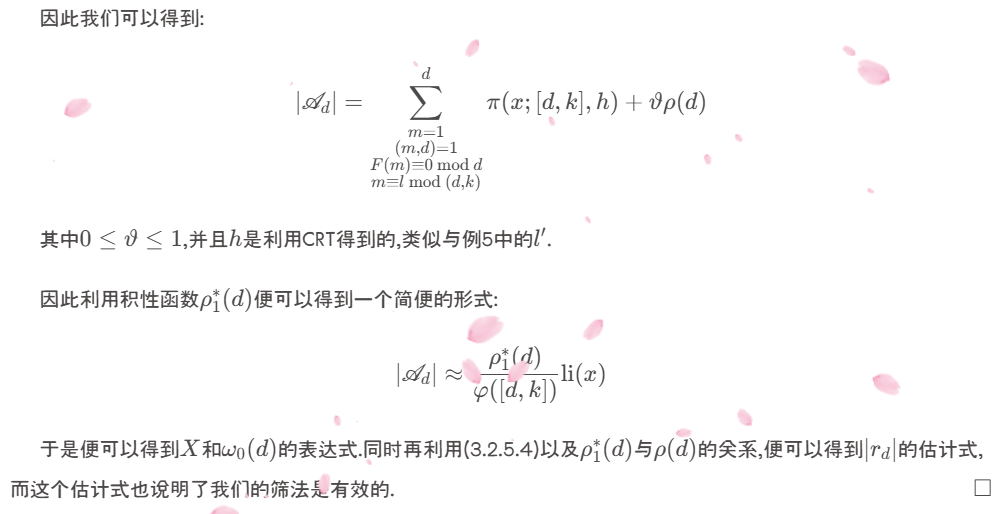 因此我们可以得到:
$$|\mathscr{A}_d| = \sum_{\substack{m=1 \\ (m,d)=1 \\ F(m)\equiv 0 \bmod d \\ m\equiv l \bmod (d,k)}}^{d} \pi(x;[d,k],h) + \vartheta\rho(d)$$
其中$0 \leq \vartheta \leq 1$,并且$h$是利用CRT得到的,类似与例5中的$l'$.
因此利用积性函数$\rho_1^*(d)$便可以得到一个简便的形式:
$$|\mathscr{A}_d| \approx \frac{\rho_1^*(d)}{\varphi([d,k])}\mathrm{li}(x)$$
于是便可以得到$X$和$\omega_0(d)$的表达式.同时再利用(3.2.5.4)以及$\rho_1^*(d)$与$\rho(d)$的关系,便可以得到$|r_d|$的估计式,
而这个估计式也说明了我们的筛法是有效的. □